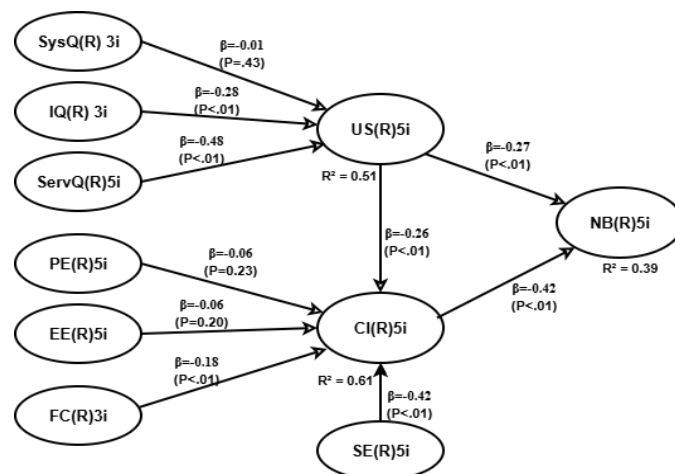 SysQ(R) 3i
β=-0.01
(P=.43)
IQ(R) 3i
β=-0.28
(P<.01)
US(R)5i
ServQ(R)5i
β=-0.48
(P<.01)
R² = 0.51
β=-0.27
(P<.01)
NB(R)5i
R² = 0.39
β=-0.26
(P<.01)
PE(R)5i
β=-0.06
(P=0.23)
EE(R)5i
β=-0.06
(P=0.20)
CI(R)5i
β=-0.42
(P<.01)
FC(R)3i
β=-0.18
(P<.01)
R² = 0.61
β=-0.42
(P<.01)
SE(R)5i